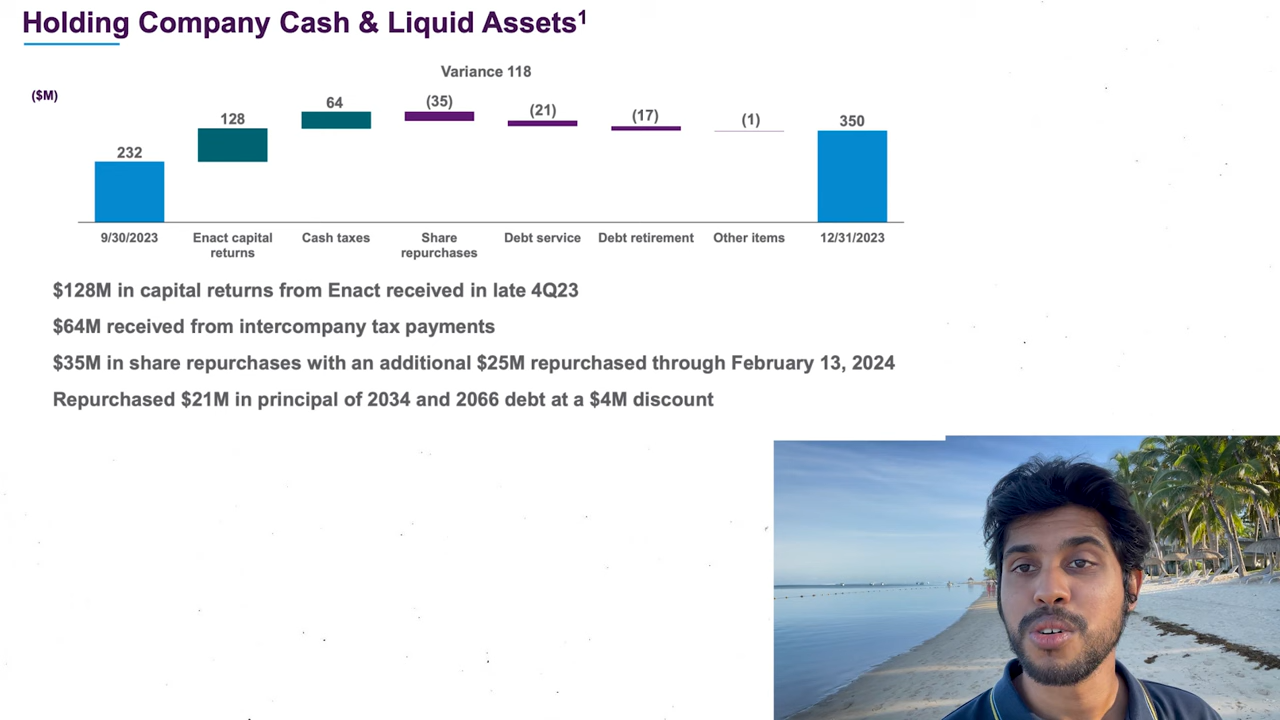 Holding Company Cash & Liquid Assets1
Variance 118
($M)
232
128
64
(35)
(21)
(17)
(1)
350
9/30/2023
Enact capital
returns
Cash taxes
Share
repurchases
Debt service
Debt retirement
Other items
12/31/2023
$128M in capital returns from Enact received in late 4Q23
$64M received from intercompany tax payments
$35M in share repurchases with an additional $25M repurchased through February 13, 2024
Repurchased $21M in principal of 2034 and 2066 debt at a $4M discount